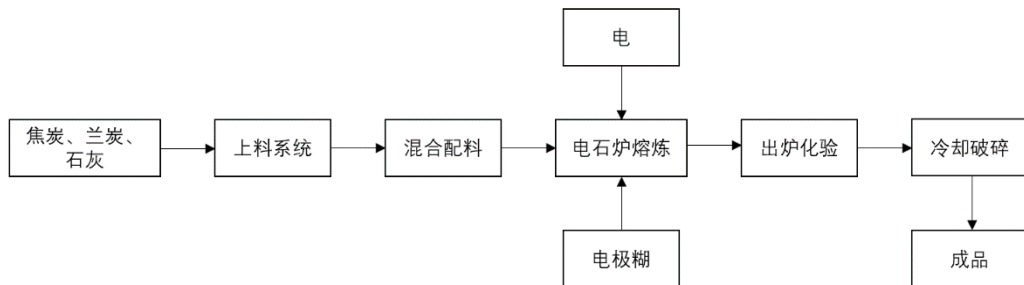 电
焦炭、兰炭、
石灰
上料系统
混合配料
电石炉熔炼
出炉化验
冷却破碎
电极糊
成品